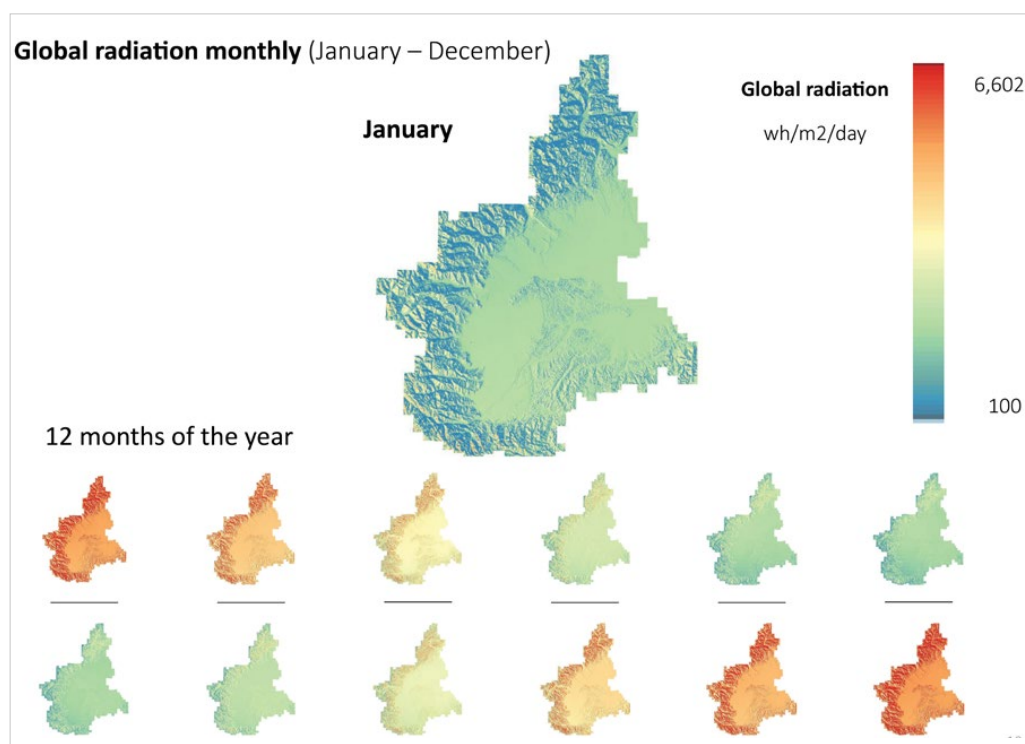 Global radiation monthly (January – December)
January
Global radiation
wh/m2/day
6,602
100
12 months of the year